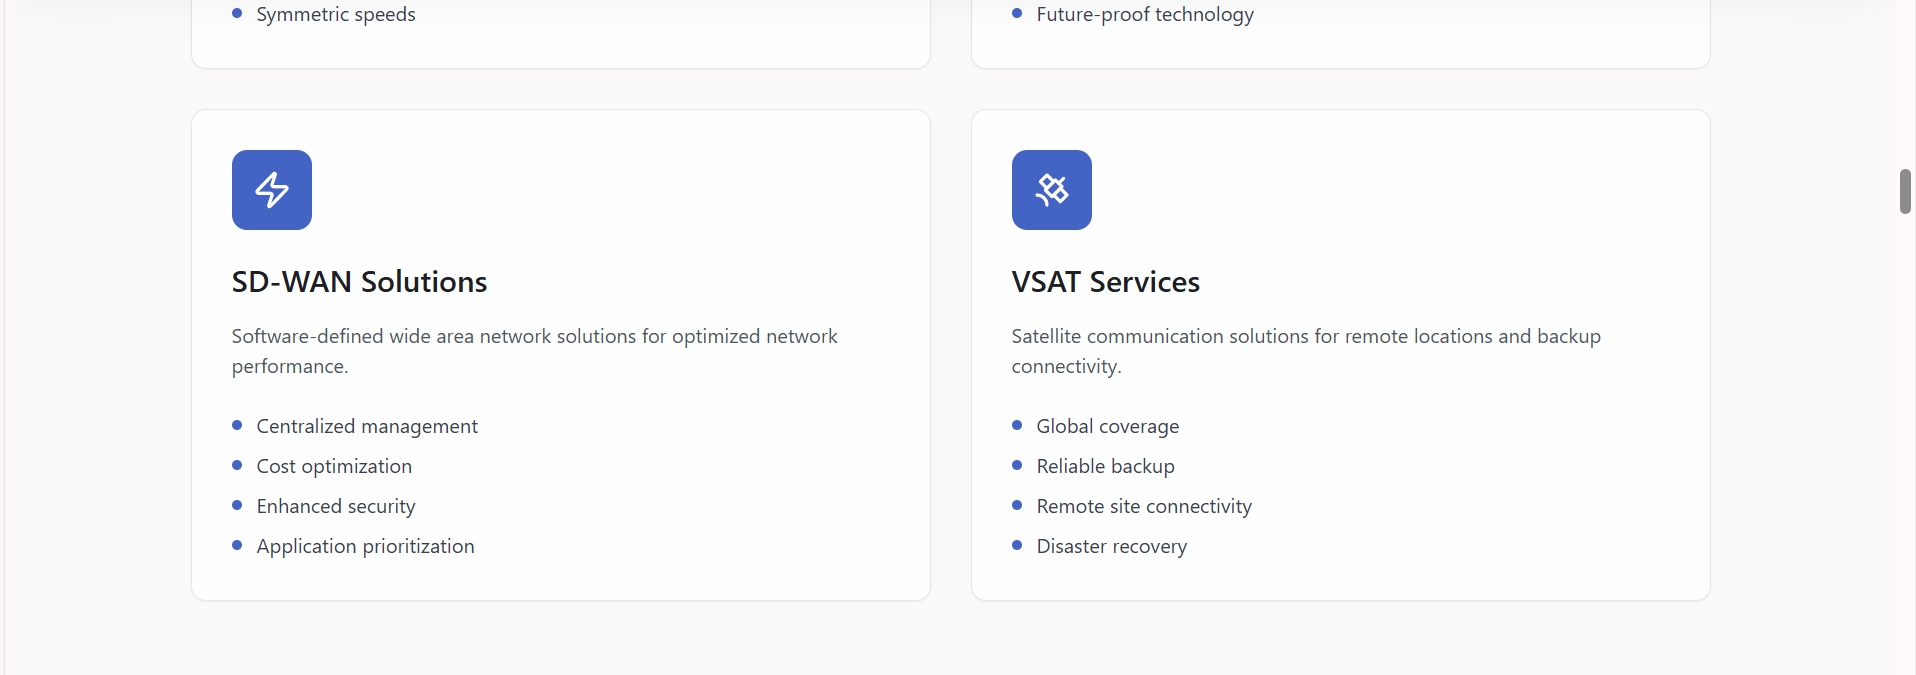 Symmetric speeds
Future-proof technology
SD-WAN Solutions
Software-defined wide area network solutions for optimized network
performance.
Centralized management
Cost optimization
Enhanced security
Application prioritization
VSAT Services
Satellite communication solutions for remote locations and backup
connectivity.
Global coverage
Reliable backup
Remote site connectivity
Disaster recovery